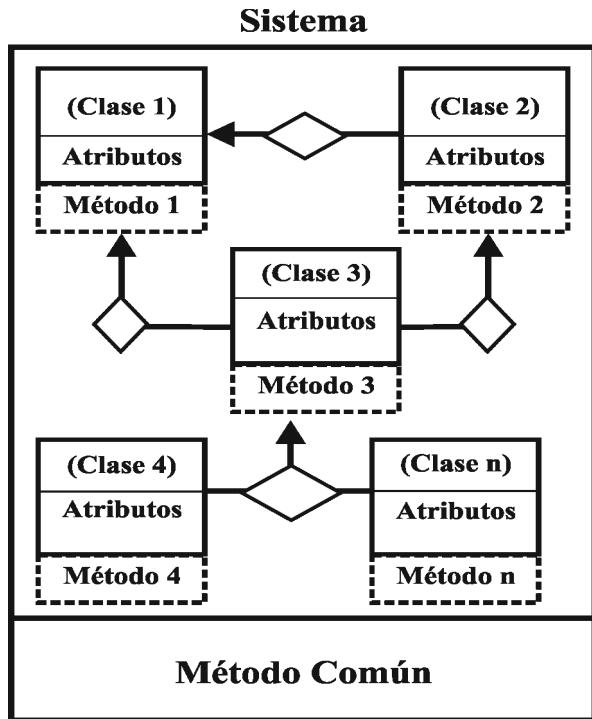 Sistema
(Clase 1)
Atributos
Método 1
(Clase 2)
Atributos
Método 2
(Clase 3)
Atributos
Método 3
(Clase 4)
Atributos
Método 4
(Clase n)
Atributos
Método n
Método Común